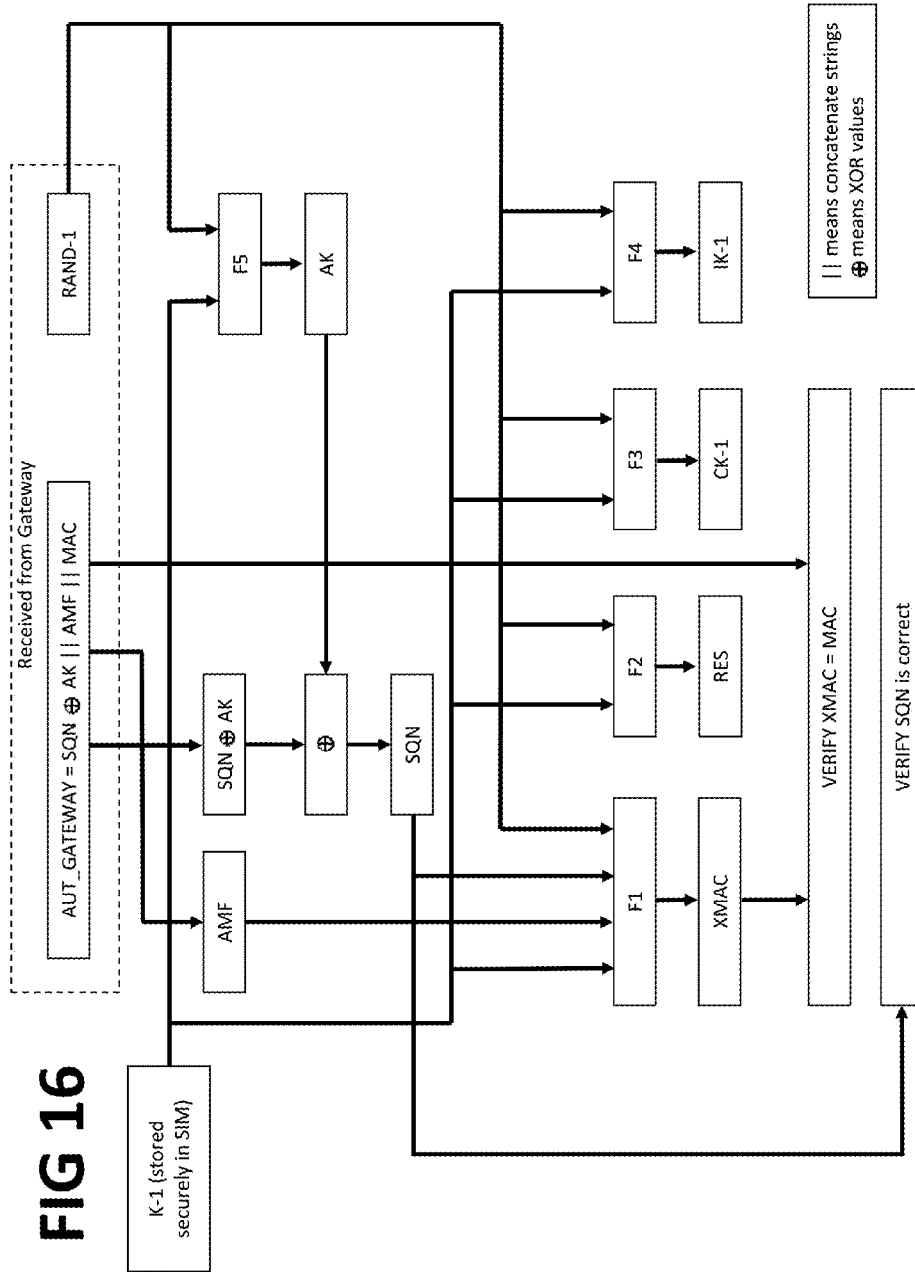 FIG 16
Received from Gateway
AUT_GATEWAY = SQN ⊕ AK || AMF || MAC
RAND-1
K-1 (stored
securely in SIM)
AMF
SQN ⊕ AK
F5
⊕
AK
SQN
F1
F2
F3
F4
XMAC
RES
CK-1
IK-1
VERIFY XMAC = MAC
VERIFY SQN is correct
|| means concatenate strings
⊕ means XOR values